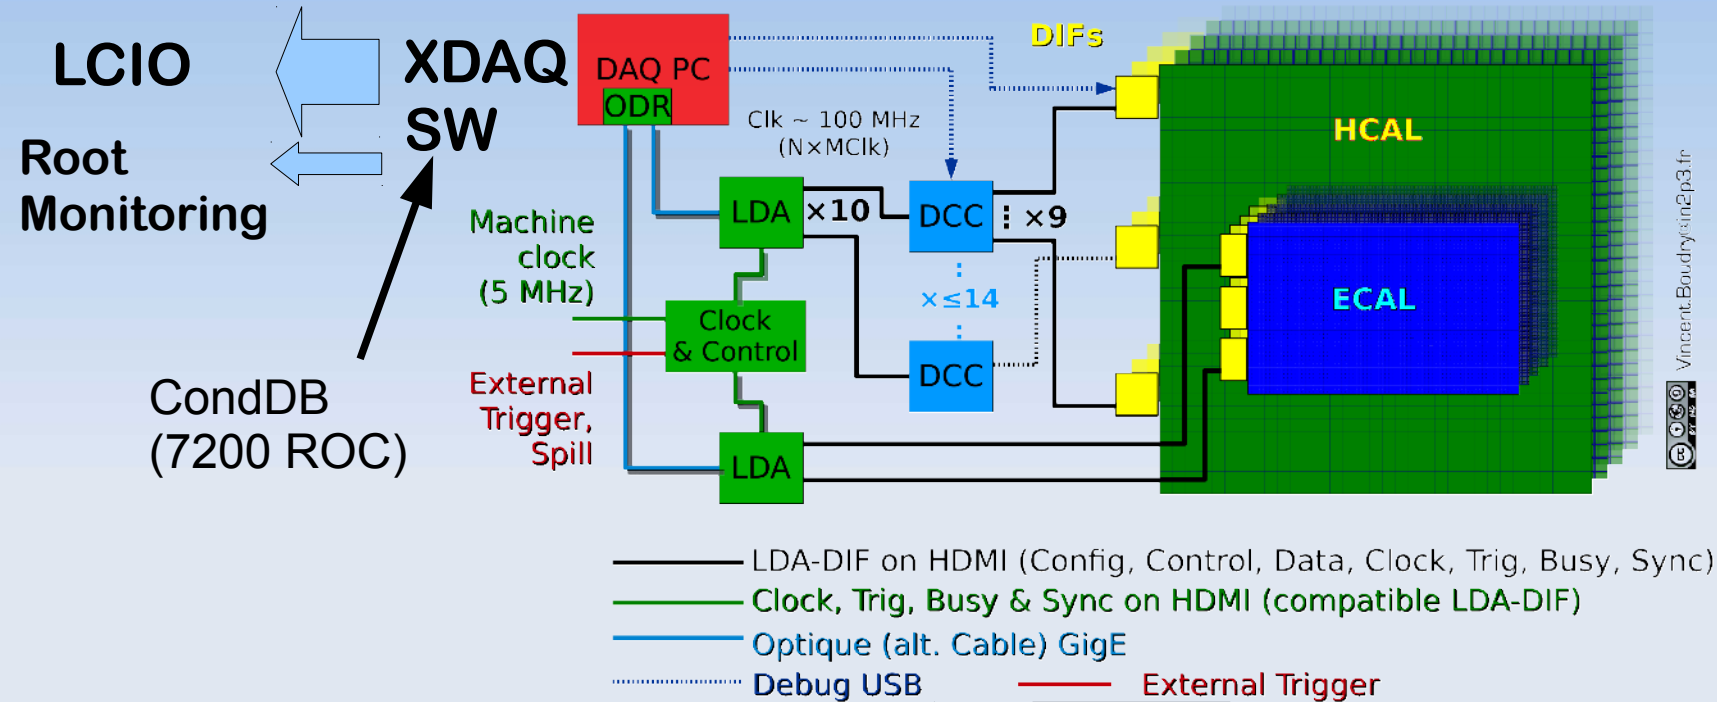 LCIO
XDAQ
SW
Root
Monitoring
CondDB
(7200 ROC)
DAQ PC
ODR
DIFs
Clk ~ 100 MHz
(N×MClk)
HCAL
ECAL
LDA
×10
DCC
⋮ ×9
⋮
×≤14
⋮
DCC
Machine
clock
(5 MHz)
Clock
& Control
External
Trigger,
Spill
LDA
Vincent.Boudry@in2p3.fr
LDA-DIF on HDMI (Config, Control, Data, Clock, Trig, Busy, Sync)
Clock, Trig, Busy & Sync on HDMI (compatible LDA-DIF)
Optique (alt. Cable) GigE
Debug USB
External Trigger